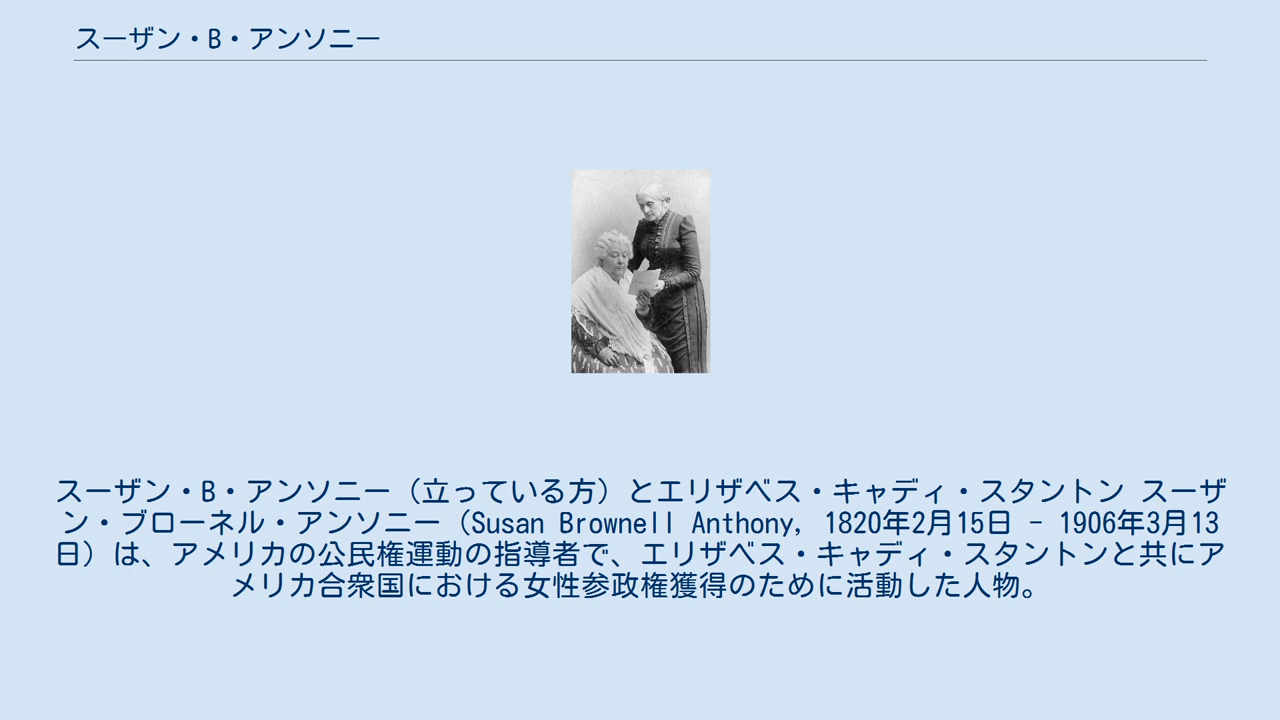 スーザン・B・アンソニー
スーザン・B・アンソニー（立っている方）とエリザベス・キャディ・スタントン スーザ
ン・ブローネル・アンソニー（Susan Brownell Anthony, 1820年2月15日 - 1906年3月13
日）は、アメリカの公民権運動の指導者で、エリザベス・キャディ・スタントンと共にア
メリカ合衆国における女性参政権獲得のために活動した人物。